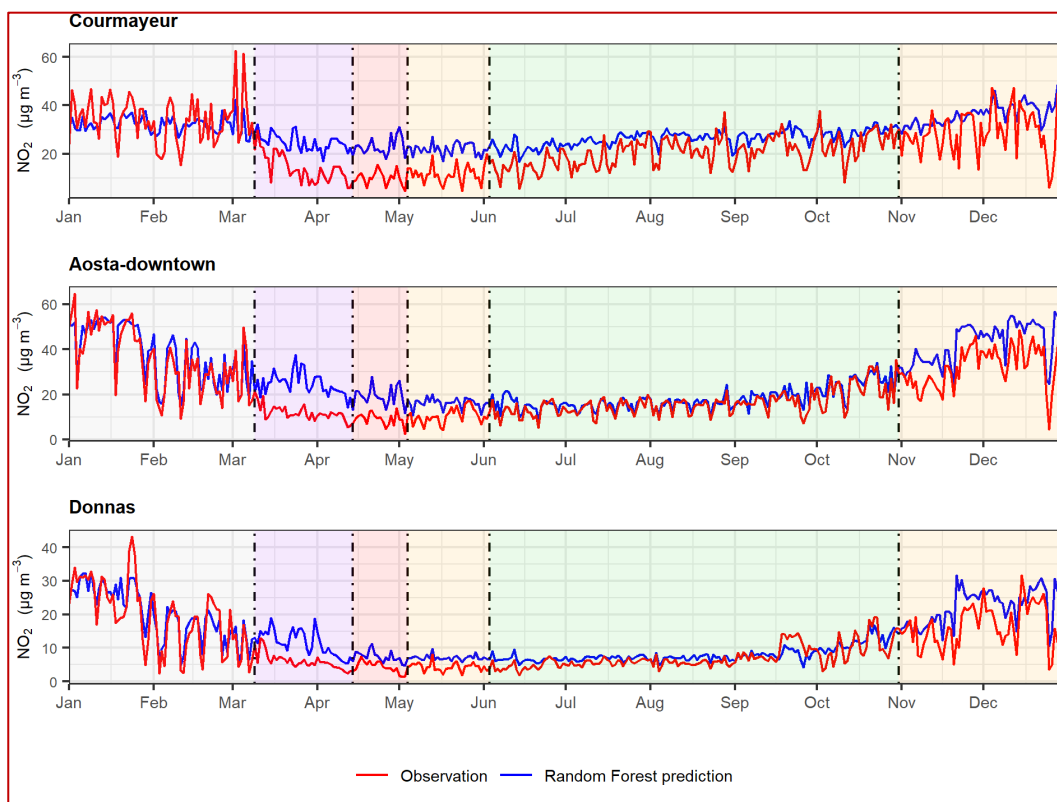 Courmayeur
NO₂ (µg m⁻³)
60
40
20
Jan Feb Mar Apr May Jun Jul Aug Sep Oct Nov Dec
Aosta-downtown
NO₂ (µg m⁻³)
60
40
20
0
Jan Feb Mar Apr May Jun Jul Aug Sep Oct Nov Dec
Donnas
NO₂ (µg m⁻³)
40
30
20
10
0
Jan Feb Mar Apr May Jun Jul Aug Sep Oct Nov Dec
Observation Random Forest prediction